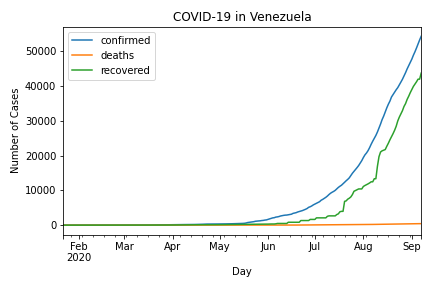 COVID-19 in Venezuela
confirmed
deaths
recovered
Number of Cases
50000
40000
30000
20000
10000
0
Feb Mar Apr May Jun Jul Aug Sep
2020
Day